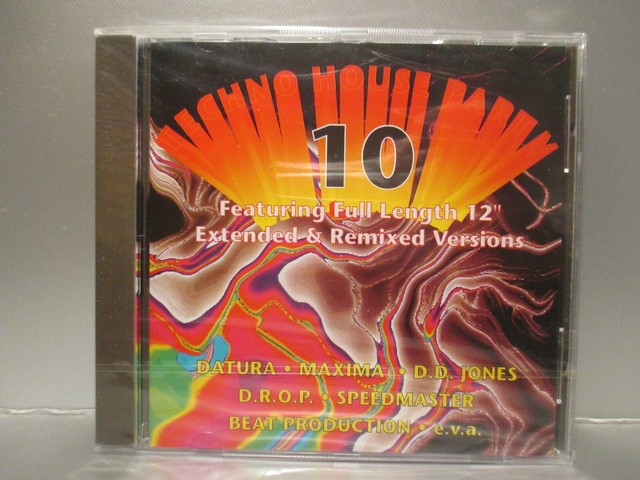 TECHNO HOUSE PARTY
10
Featuring Full Length 12"
Extended & Remixed Versions
DATURA • MAXIMA • D.D. JONES
D.R.O.P. • SPEEDMASTER
BEAT PRODUCTION • e.v.a.